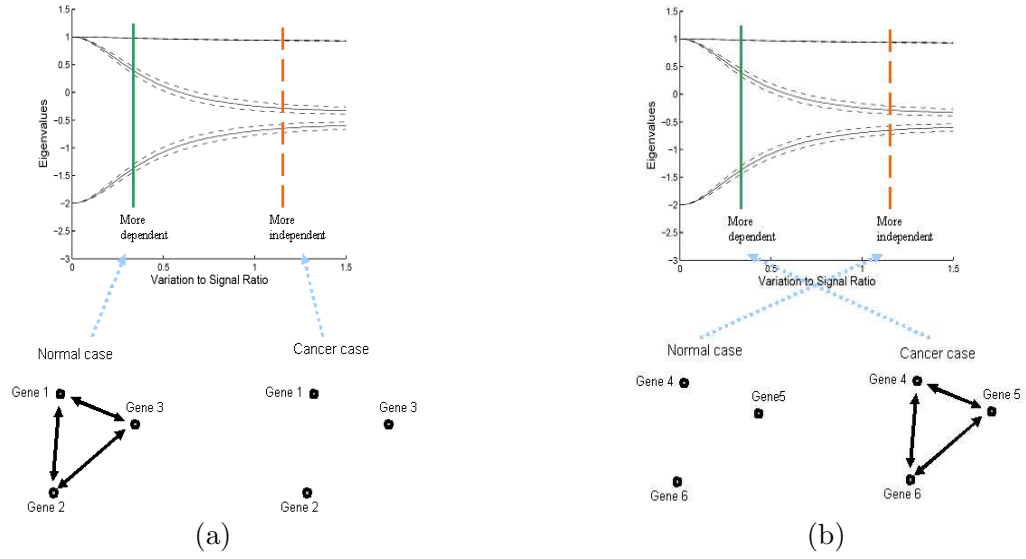 1.5
1
0.5
0
−0.5
−1
−1.5
−2
−2.5
−3
Eigenvalues
More
dependent
More
independent
0
0.5
1
1.5
Variation to Signal Ratio
Normal case
Cancer case
Gene 1
Gene 3
Gene 2
Gene 1
Gene 3
Gene 2
(a)
1.5
1
0.5
0
−0.5
−1
−1.5
−2
−2.5
−3
Eigenvalues
More
dependent
More
independent
0
0.5
1
1.5
Variation to Signal Ratio
Normal case
Cancer case
Gene 4
Gene5
Gene 6
Gene 4
Gene 5
Gene 6
(b)